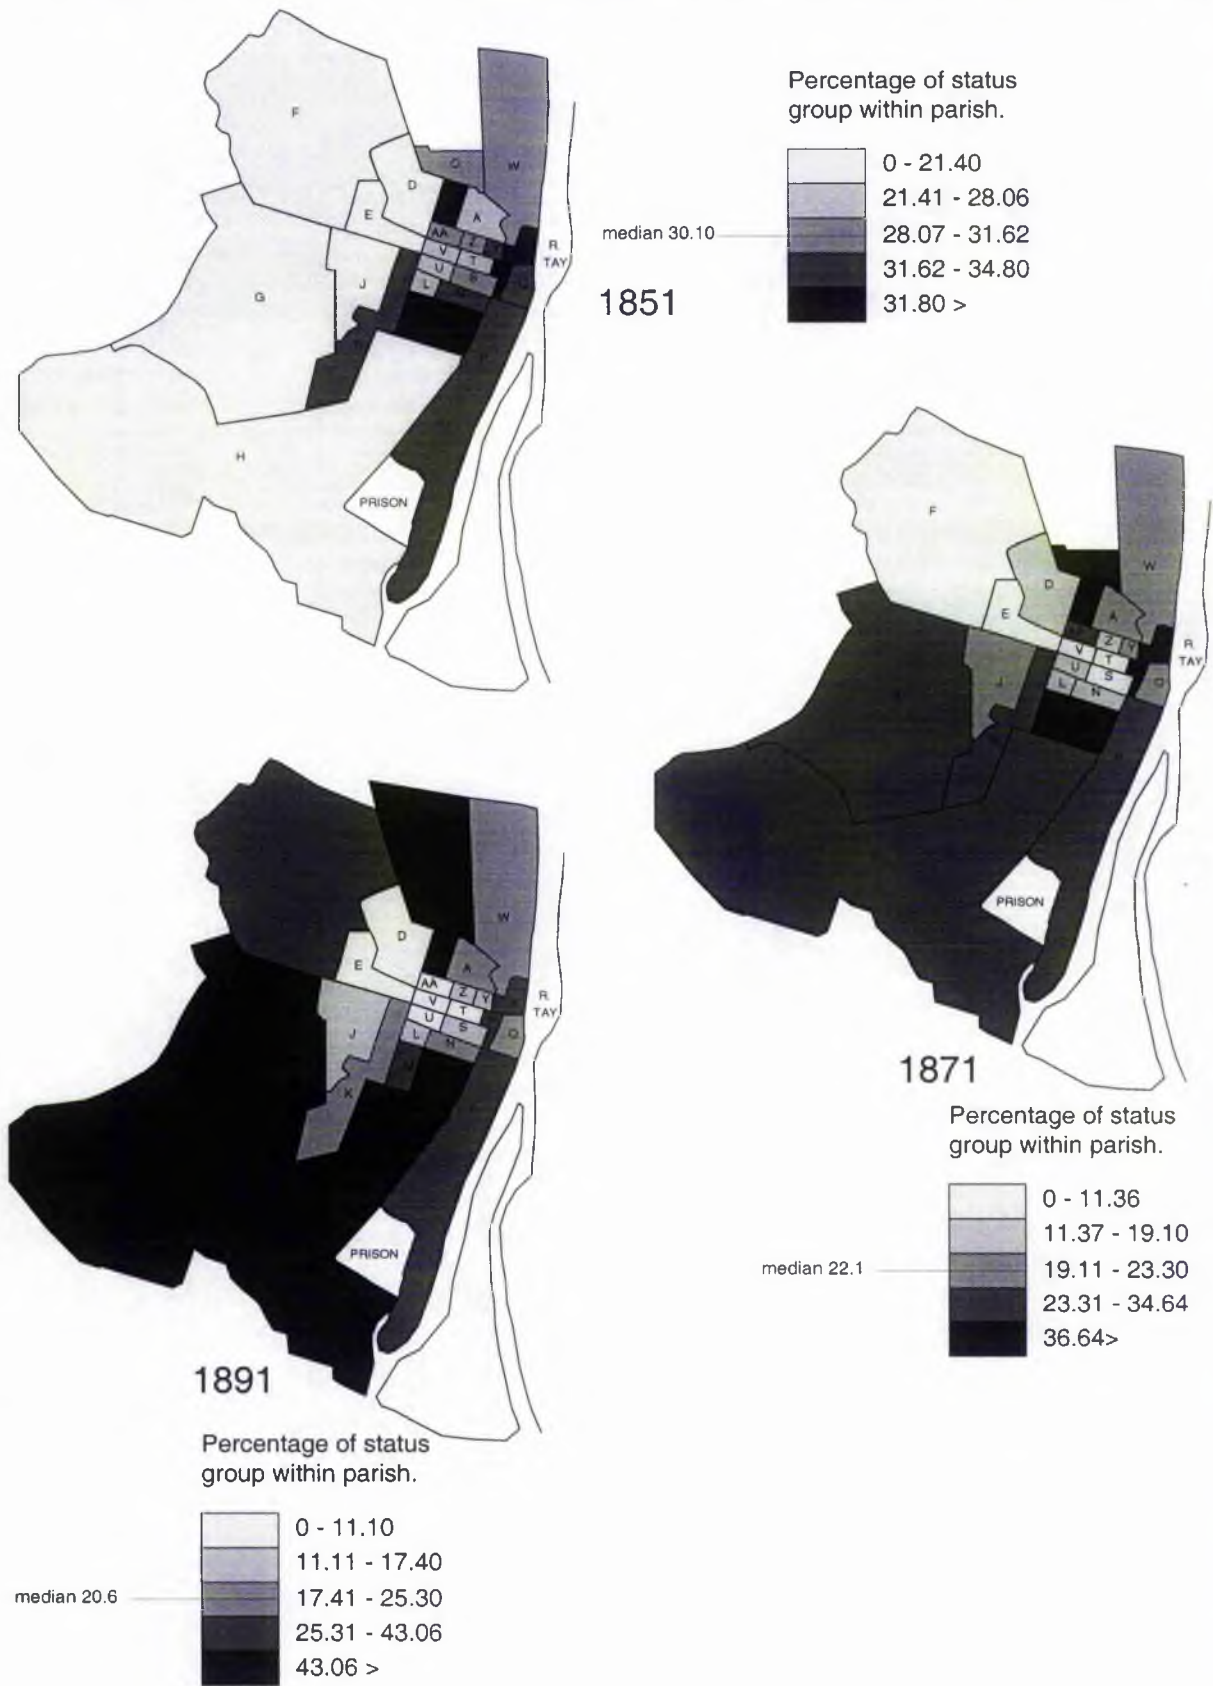 F
W
O
D
A
E
AA
Z
V
T
U
S
L
J
G
R.
TAY
H
PRISON
1851
Percentage of status
group within parish.
0 - 21.40
21.41 - 28.06
28.07 - 31.62
31.62 - 34.80
31.80 >
median 30.10
F
W
D
A
E
Z
Y
V
T
U
S
L
N
J
Q
R.
TAY
PRISON
1871
Percentage of status
group within parish.
0 - 11.36
11.37 - 19.10
19.11 - 23.30
23.31 - 34.64
36.64>
median 22.1
W
D
A
E
AA
Z
Y
V
T
U
S
L
N
J
K
Q
R.
TAY
PRISON
1891
Percentage of status
group within parish.
0 - 11.10
11.11 - 17.40
17.41 - 25.30
25.31 - 43.06
43.06 >
median 20.6